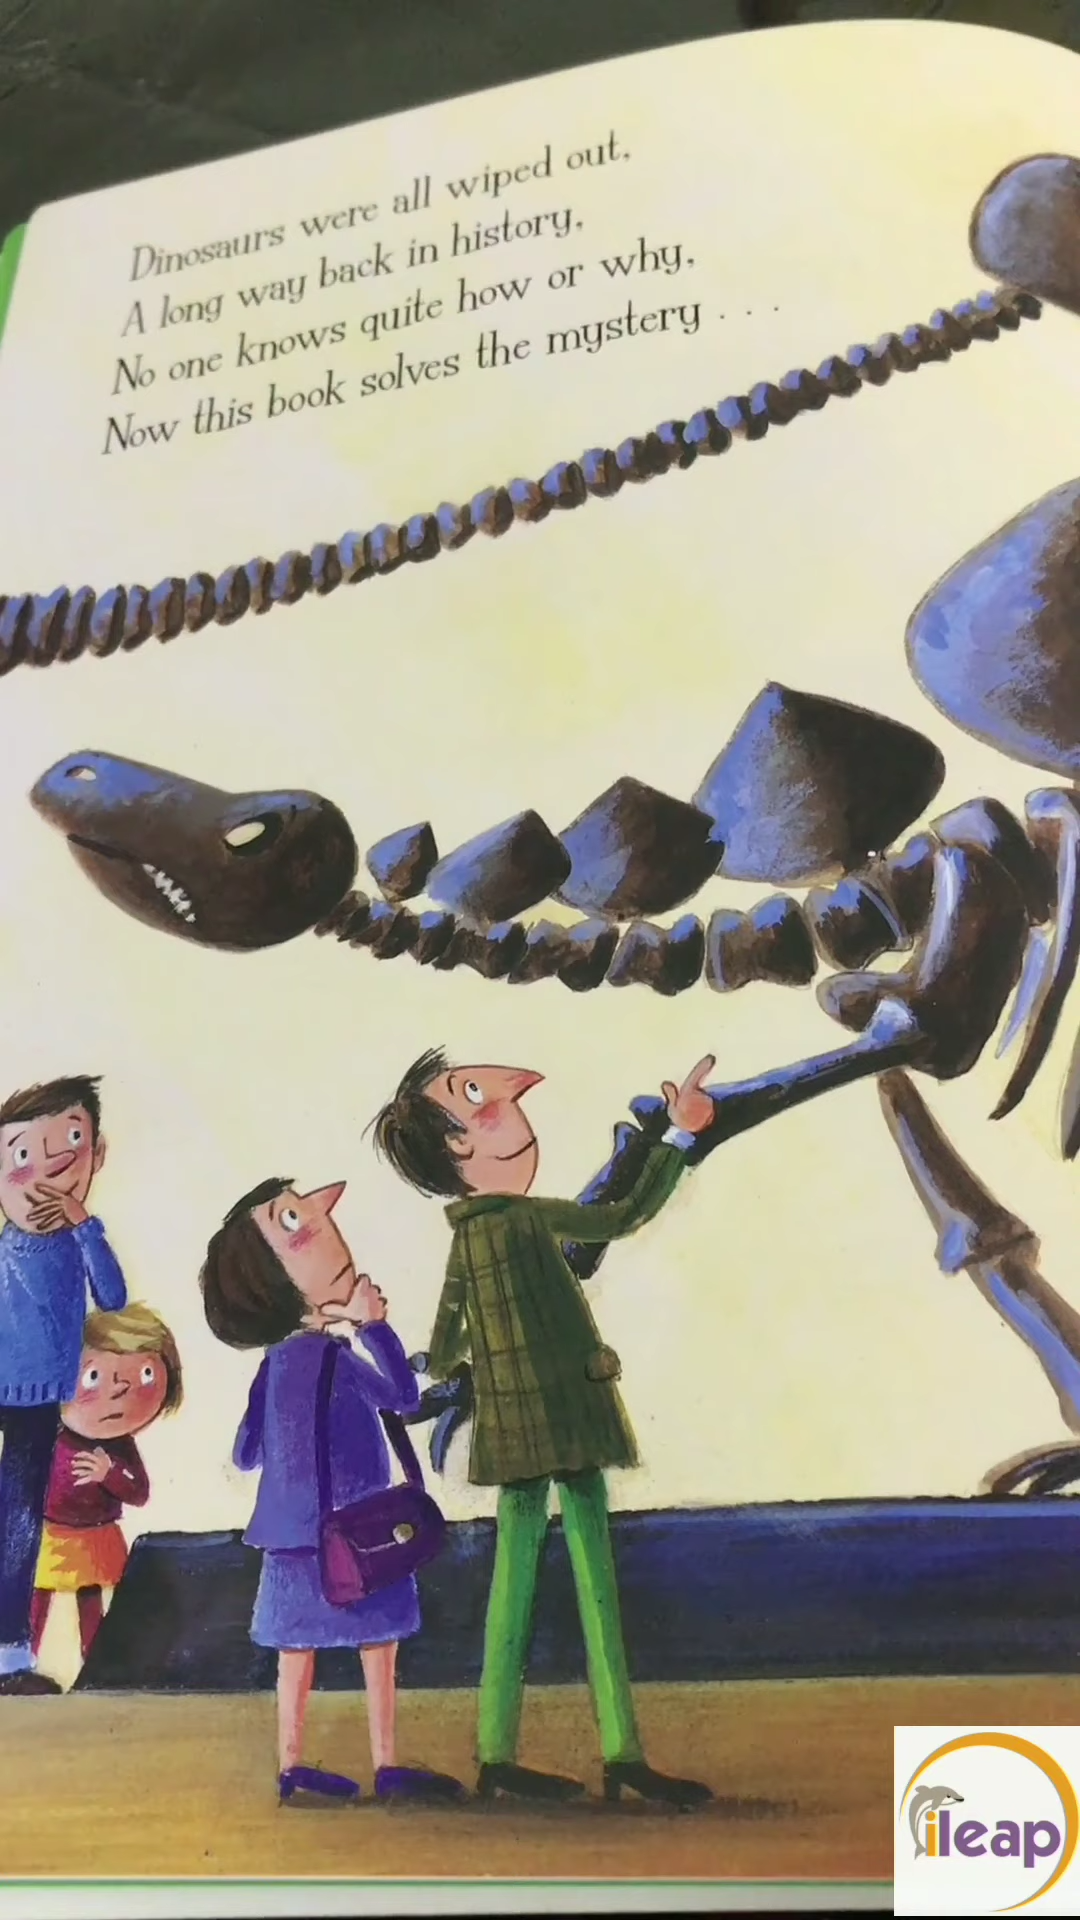 Dinosaurs were all wiped out,
A long way back in history,
No one knows quite how or why,
Now this book solves the mystery . . .
ileap